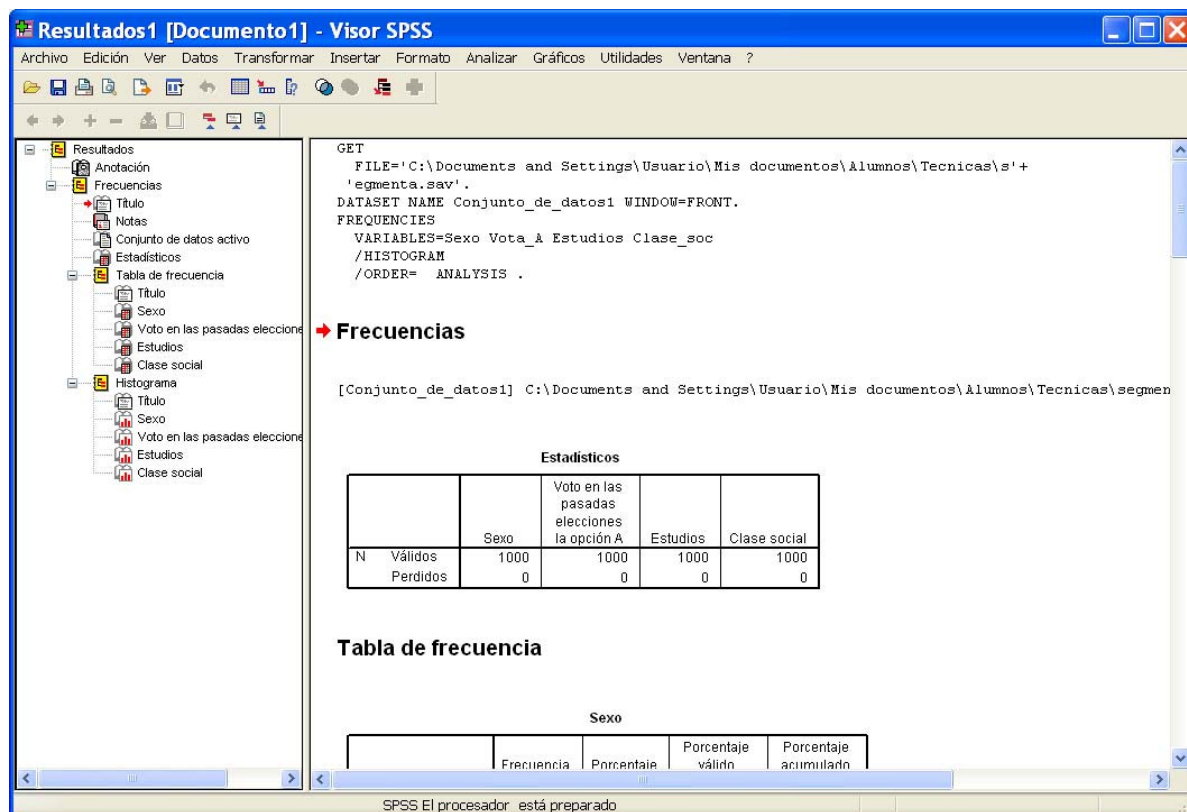 Resultados1 [Documento1] - Visor SPSS
Archivo Edición Ver Datos Transformar Insertar Formato Analizar Gráficos Utilidades Ventana ?
Resultados
Anotación
Frecuencias
Título
Notas
Conjunto de datos activo
Estadísticos
Tabla de frecuencia
Título
Sexo
Voto en las pasadas eleccione
Estudios
Clase social
Histograma
Título
Sexo
Voto en las pasadas eleccione
Estudios
Clase social
GET
FILE='C:\Documents and Settings\Usuario\Mis documentos\Alumnos\Tecnicas\s'+
'egmenta.sav'.
DATASET NAME Conjunto_de_datos1 WINDOW=FRONT.
FREQUENCIES
VARIABLES=Sexo Vota_A Estudios Clase_soc
/HISTOGRAM
/ORDER= ANALYSIS .
Frecuencias
[Conjunto_de_datos1] C:\Documents and Settings\Usuario\Mis documentos\Alumnos\Tecnicas\segmen
Estadísticos
Voto en las
pasadas
elecciones
Sexo la opción A Estudios Clase social
N Válidos 1000 1000 1000 1000
Perdidos 0 0 0 0
Tabla de frecuencia
Sexo
Porcentaje Porcentaje
Frecuencia Porcentaje válido acumulado
SPSS El procesador está preparado